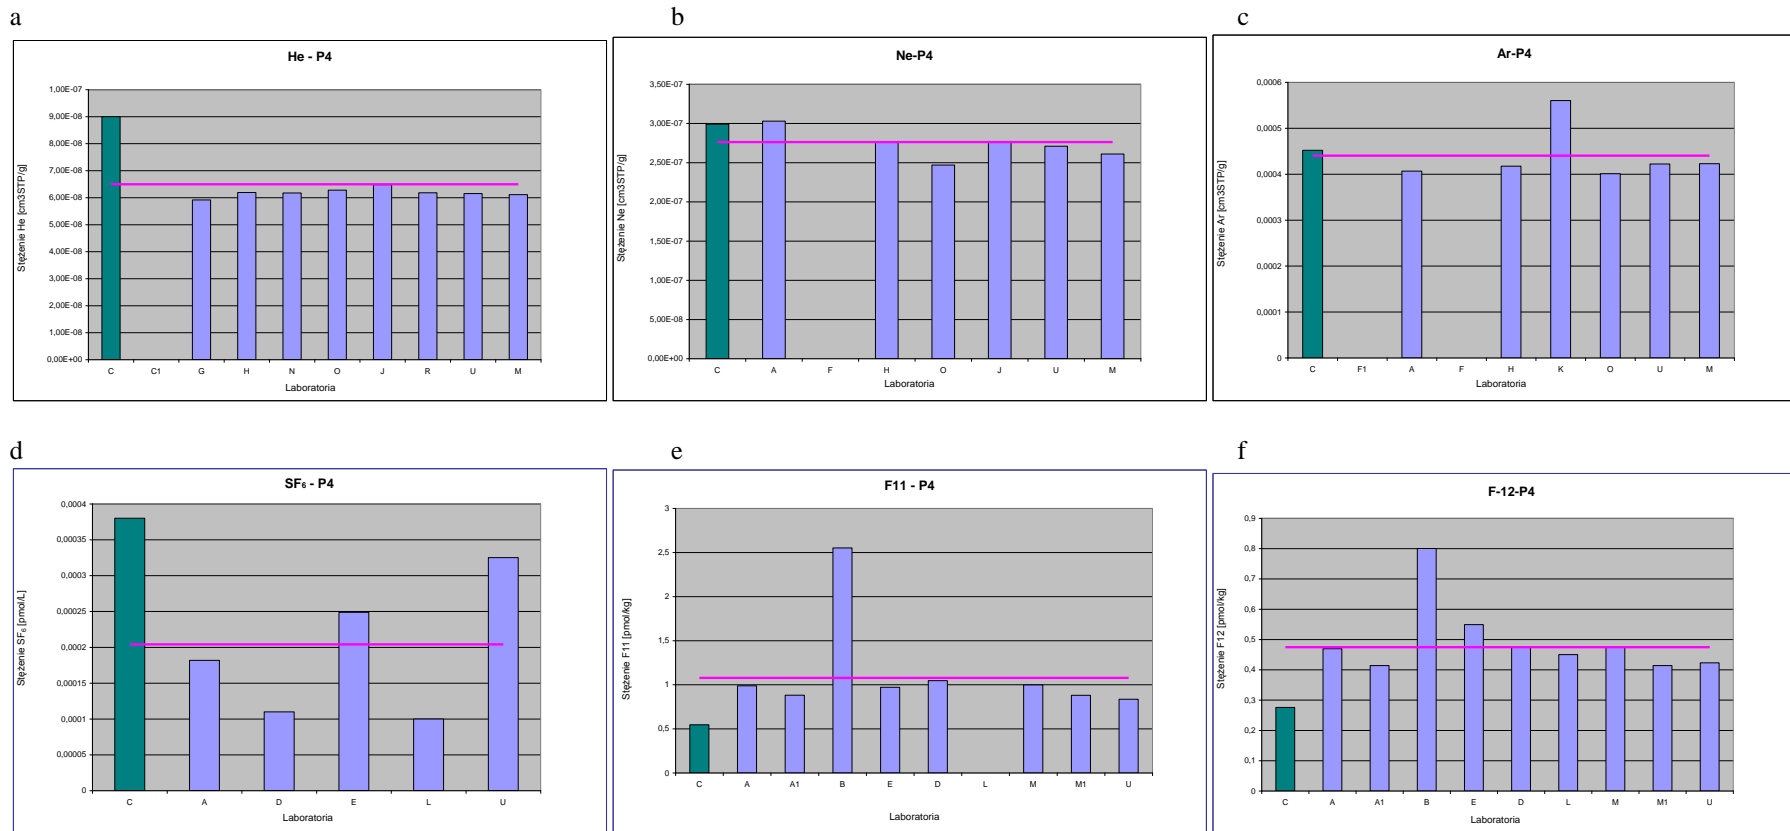 a
He - P4
Stężenie He [cm3STP/g]
1,00E-07
9,00E-08
8,00E-08
7,00E-08
6,00E-08
5,00E-08
4,00E-08
3,00E-08
2,00E-08
1,00E-08
0,00E+00
C C1 G H N O J R U M
Laboratoria
b
Ne-P4
Stężenie Ne [cm3STP/g]
3,50E-07
3,00E-07
2,50E-07
2,00E-07
1,50E-07
1,00E-07
5,00E-08
0,00E+00
C A F H O J U M
Laboratoria
c
Ar-P4
Stężenie Ar [cm3STP/g]
0,0006
0,0005
0,0004
0,0003
0,0002
0,0001
0
C F1 A F H K O U M
Laboratoria
d
SF₆ - P4
Stężenie SF₆ [pmol/L]
0,0004
0,00035
0,0003
0,00025
0,0002
0,00015
0,0001
0,00005
0
C A D E L U
Laboratoria
e
F11 - P4
Stężenie F11 [pmol/kg]
3
2,5
2
1,5
1
0,5
0
C A A1 B E D L M M1 U
Laboratoria
f
F-12-P4
Stężenie F12 [pmol/kg]
0,9
0,8
0,7
0,6
0,5
0,4
0,3
0,2
0,1
0
C A A1 B E D L M M1 U
Laboratoria